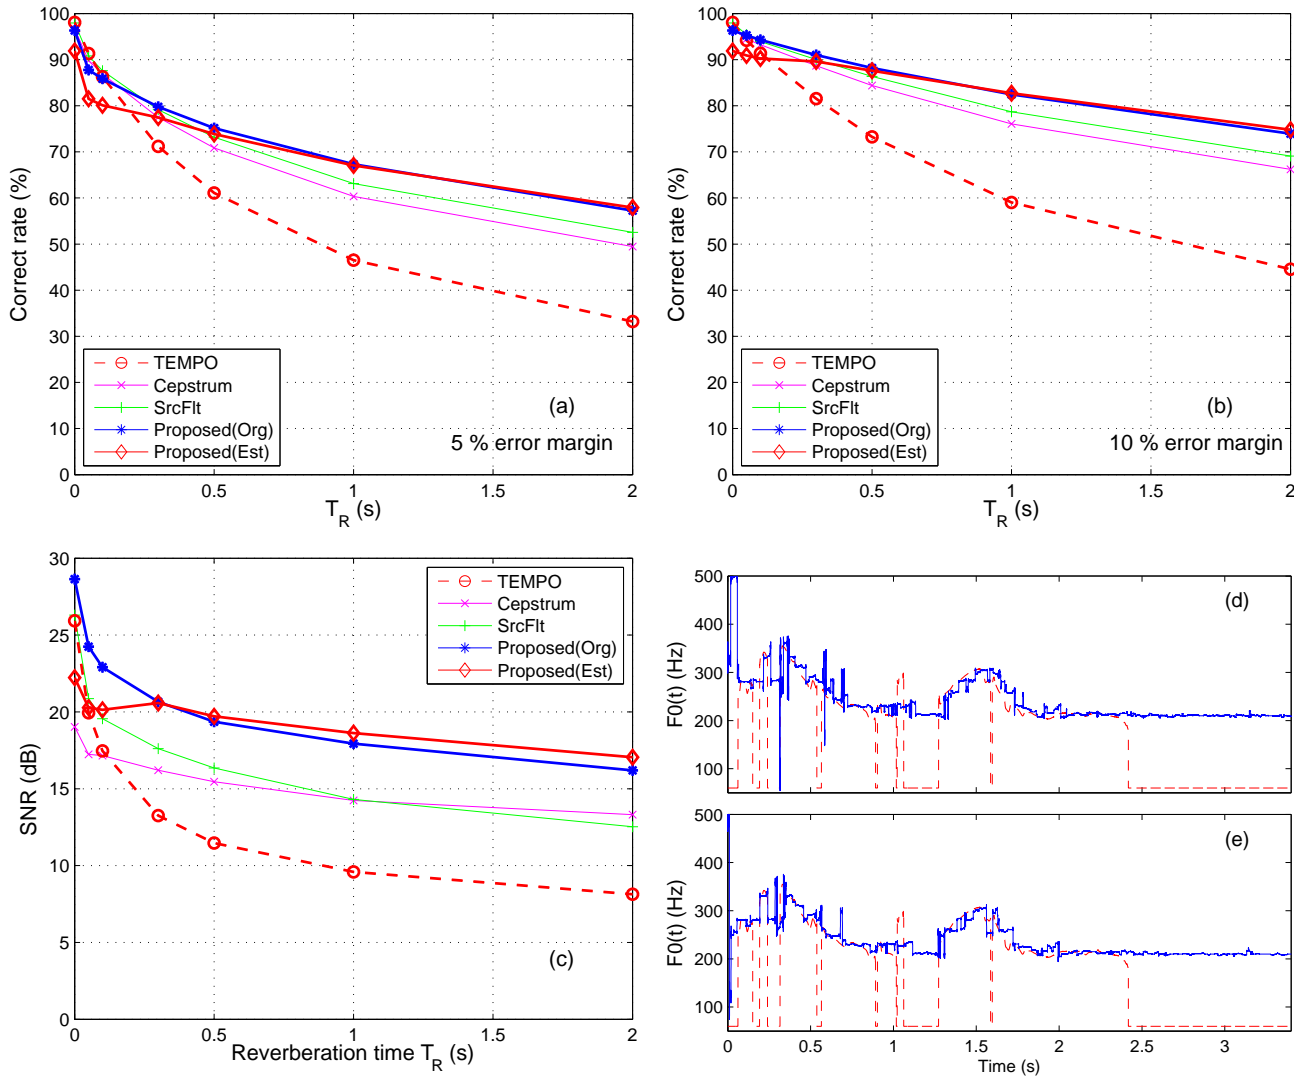 100
90
80
70
60
50
40
30
20
10
0
Correct rate (%)
TEMPO
Cepstrum
SrcFlt
Proposed(Org)
Proposed(Est)
(a)
5 % error margin
0
0.5
1
1.5
2
T_R (s)
100
90
80
70
60
50
40
30
20
10
0
Correct rate (%)
TEMPO
Cepstrum
SrcFlt
Proposed(Org)
Proposed(Est)
(b)
10 % error margin
0
0.5
1
1.5
2
T_R (s)
30
25
20
15
10
5
0
SNR (dB)
TEMPO
Cepstrum
SrcFlt
Proposed(Org)
Proposed(Est)
(c)
0
0.5
1
1.5
2
Reverberation time T_R (s)
500
400
300
200
100
F0(t) (Hz)
(d)
500
400
300
200
100
F0(t) (Hz)
(e)
0
0.5
1
1.5
2
2.5
3
Time (s)